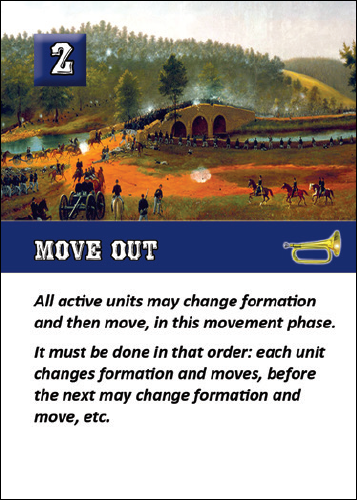 2
MOVE OUT
All active units may change formation
and then move, in this movement phase.
It must be done in that order: each unit
changes formation and moves, before
the next may change formation and
move, etc.